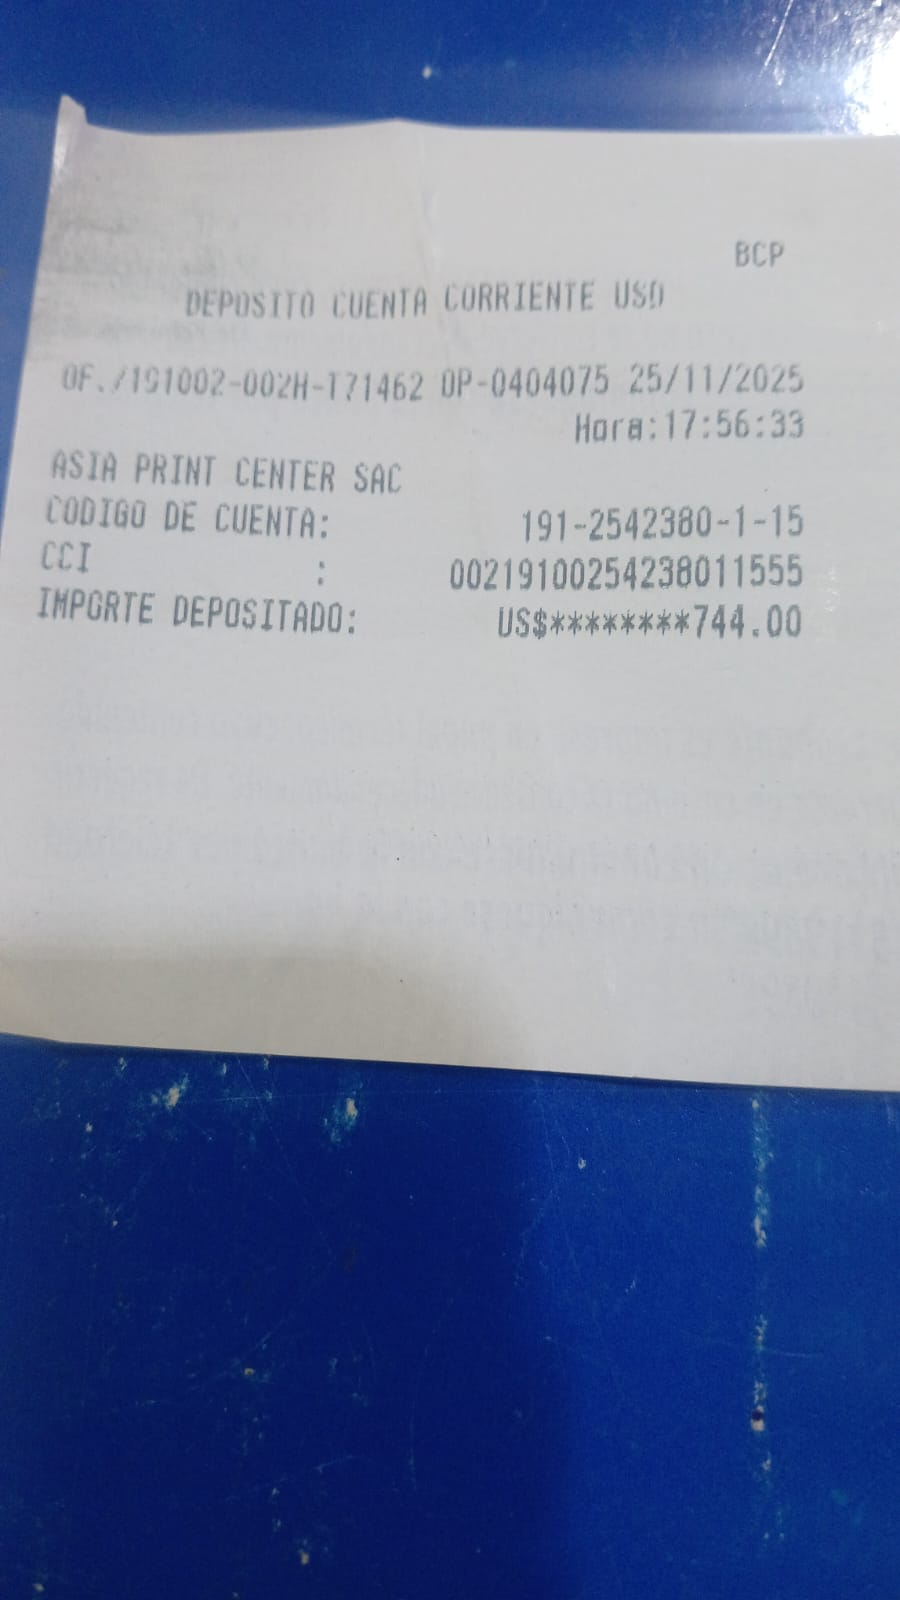 BCP
DEPOSITO CUENTA CORRIENTE USD
OF./191002-002H-T71462 OP-0404075 25/11/2025
Hora:17:56:33
ASIA PRINT CENTER SAC
CODIGO DE CUENTA: 191-2542380-1-15
CCI : 00219100254238011555
IMPORTE DEPOSITADO: US$********744.00